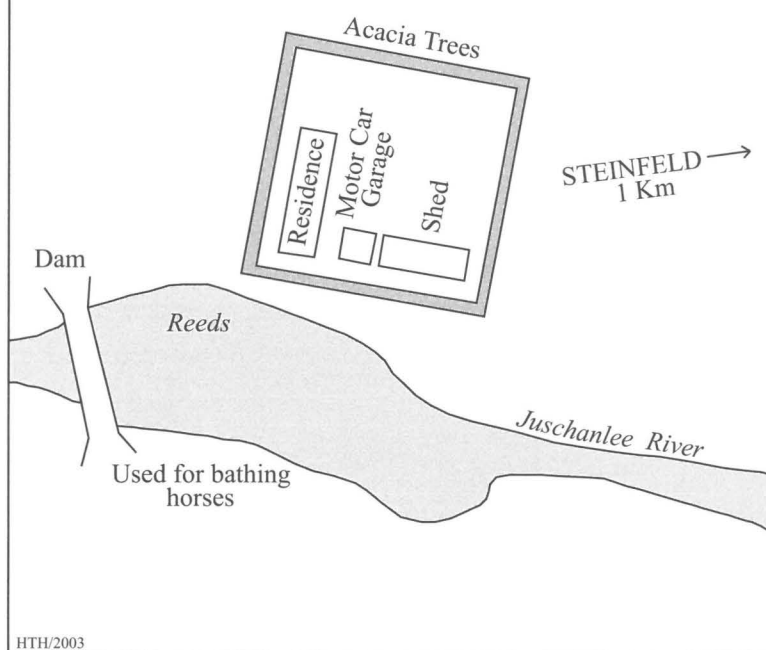 Acacia Trees
Residence
Motor Car
Garage
Shed
STEINFELD
1 Km
Dam
Reeds
Juschanlee River
Used for bathing
horses
HTH/2003